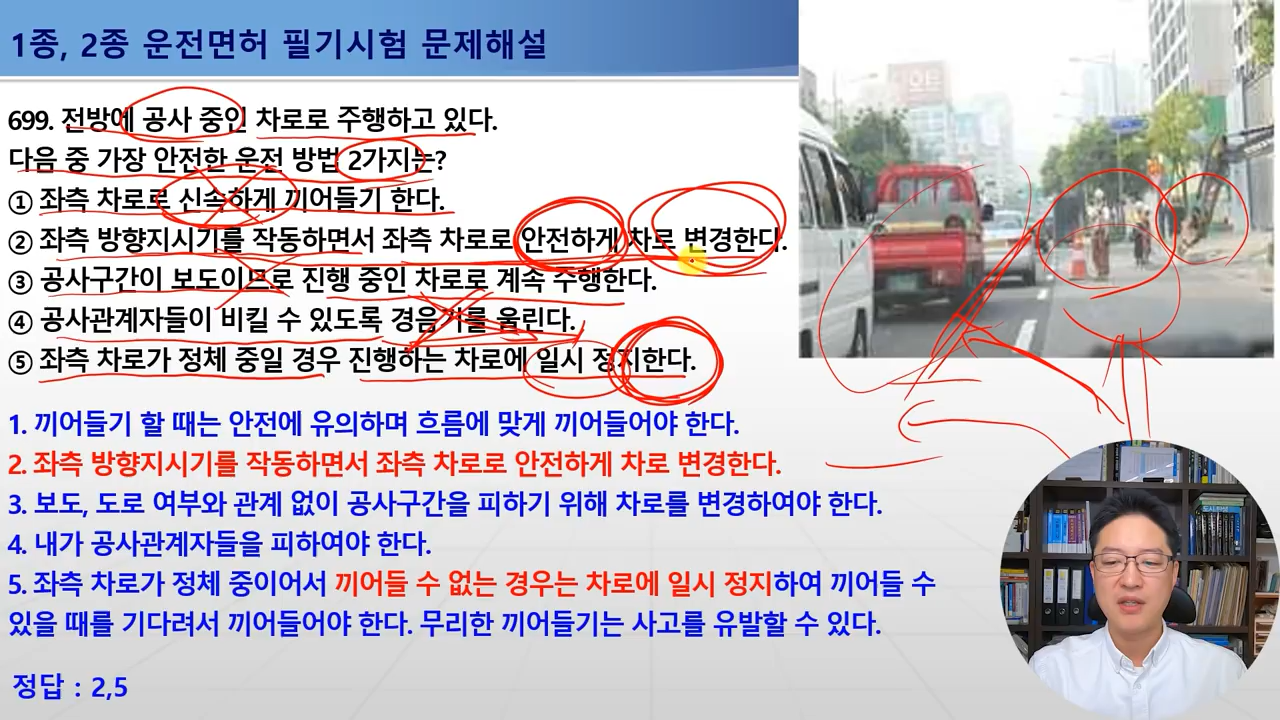 1종, 2종 운전면허 필기시험 문제해설
699. 전방에 공사 중인 차로로 주행하고 있다.
다음 중 가장 안전한 운전 방법 2가지는?
① 좌측 차로로 신속하게 끼어들기 한다.
② 좌측 방향지시기를 작동하면서 좌측 차로로 안전하게 차로 변경한다.
③ 공사구간이 보도이므로 진행 중인 차로로 계속 주행한다.
④ 공사관계자들이 비킬 수 있도록 경음기를 울린다.
⑤ 좌측 차로가 정체 중일 경우 진행하는 차로에 일시 정지한다.
1. 끼어들기 할 때는 안전에 유의하며 흐름에 맞게 끼어들어야 한다.
2. 좌측 방향지시기를 작동하면서 좌측 차로로 안전하게 차로 변경한다.
3. 보도, 도로 여부와 관계 없이 공사구간을 피하기 위해 차로를 변경하여야 한다.
4. 내가 공사관계자들을 피하여야 한다.
5. 좌측 차로가 정체 중이어서 끼어들 수 없는 경우는 차로에 일시 정지하여 끼어들 수
있을 때를 기다려서 끼어들어야 한다. 무리한 끼어들기는 사고를 유발할 수 있다.
정답 : 2,5